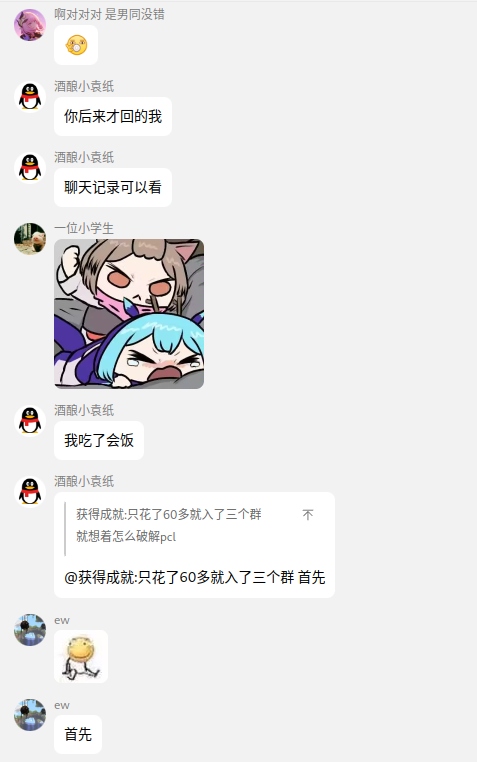 啊对对对 是男同没错
酒酿小袁纸
你后来才回的我
酒酿小袁纸
聊天记录可以看
一位小学生
酒酿小袁纸
我吃了会饭
酒酿小袁纸
获得成就:只花了60多就入了三个群
就想着怎么破解pcl
@获得成就:只花了60多就入了三个群 首先
ew
ew
首先